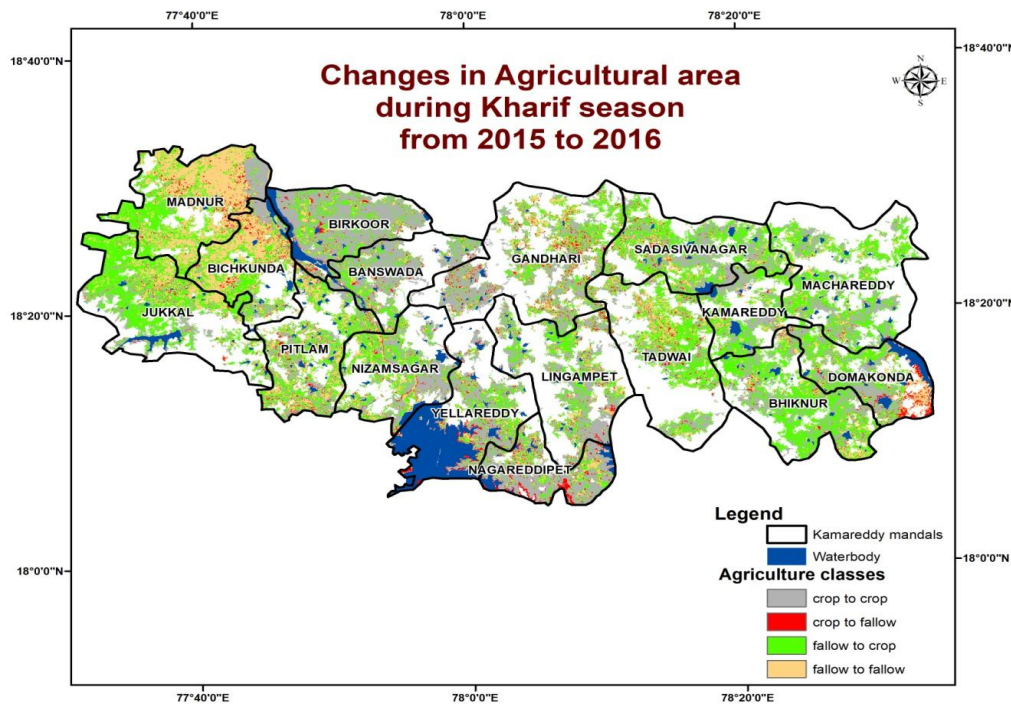 77°40'0"E 78°0'0"E 78°20'0"E
18°40'0"N 18°40'0"N
Changes in Agricultural area
during Kharif season
from 2015 to 2016
N
W E
S
MADNUR
BIRKOOR
SADASIVANAGAR
GANDHARI
BICHKUNDA
BANSWADA
MACHAREDDY
18°20'0"N 18°20'0"N
JUKKAL
KAMAREDDY
PITLAM
TADWAI
NIZAMSAGAR
LINGAMPET
DOMAKONDA
BHIKNUR
YELLAREDDY
NAGAREDDIPET
Legend
Kamareddy mandals
Waterbody
18°0'0"N 18°0'0"N
Agriculture classes
crop to crop
crop to fallow
fallow to crop
fallow to fallow
77°40'0"E 78°0'0"E 78°20'0"E